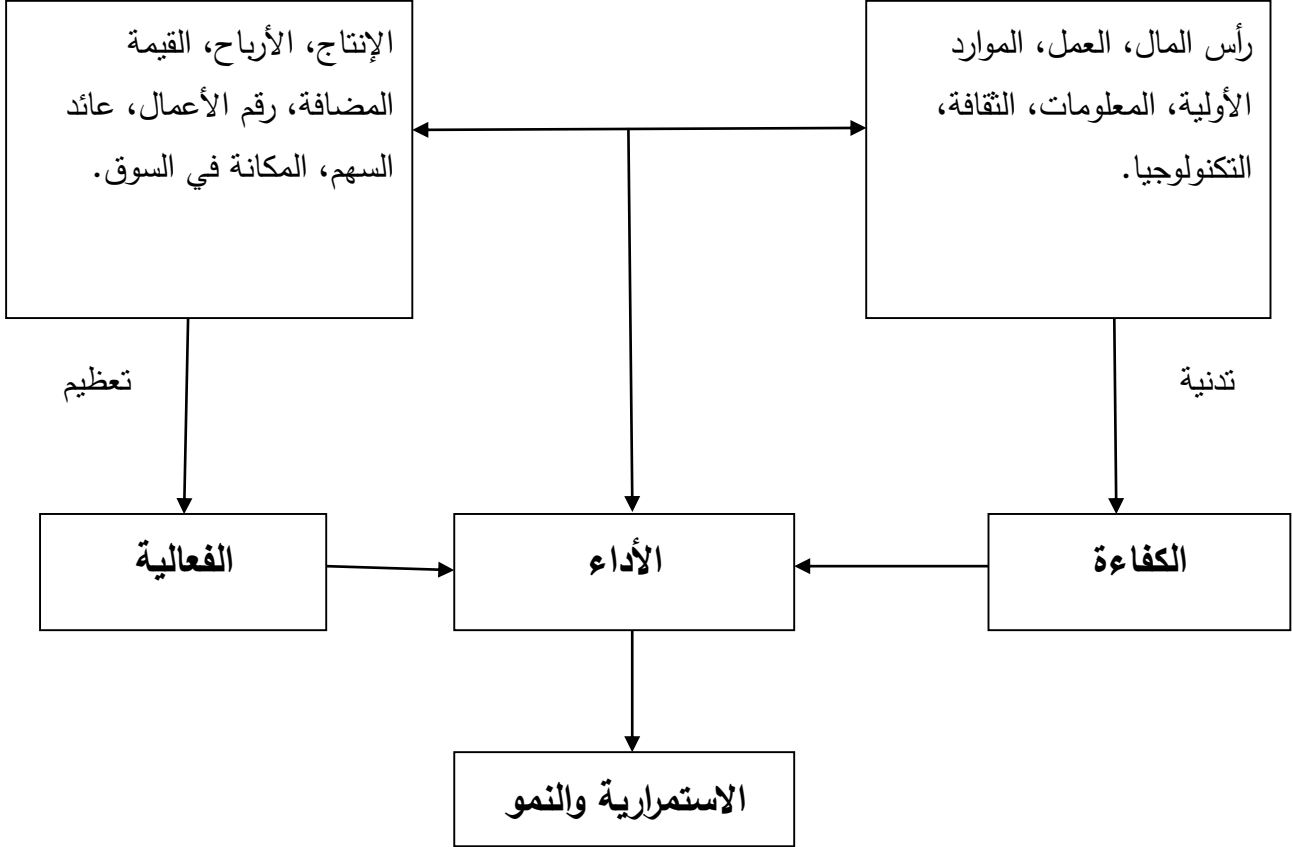 رأس المال، العمل، الموارد
الأولية، المعلومات، الثقافة،
التكنولوجيا.
الإنتاج، الأرباح، القيمة
المضافة، رقم الأعمال، عائد
السهم، المكانة في السوق.
تدنية
تعظيم
الكفاءة
الأداء
الفعالية
الاستمرارية والنمو